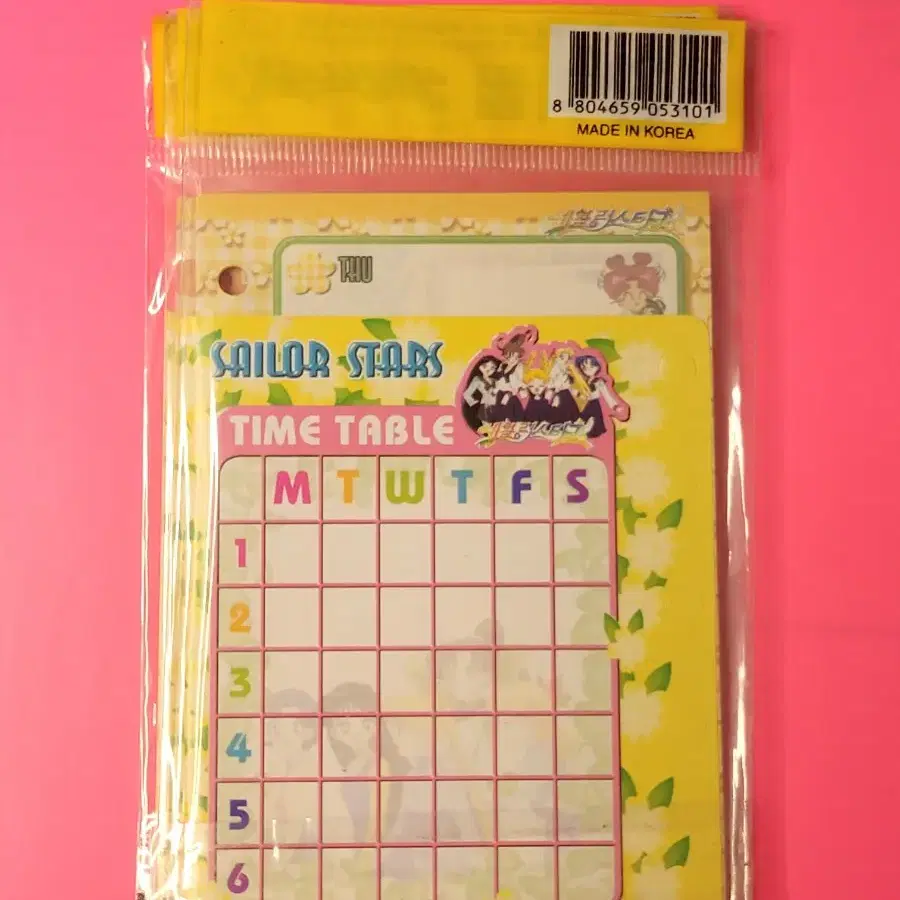 8 804659 053101
MADE IN KOREA
THU
SAILOR STARS
TIME TABLE
M T W T F S
1
2
3
4
5
6